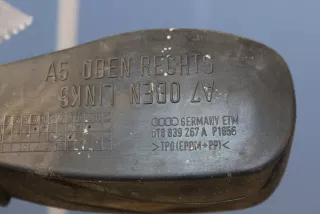 A5 OBEN RECHTS
A7 OBEN LINKS
GERMANY ETM
8T8 839 267 A P1856
>TPO(EPDM+PP)<